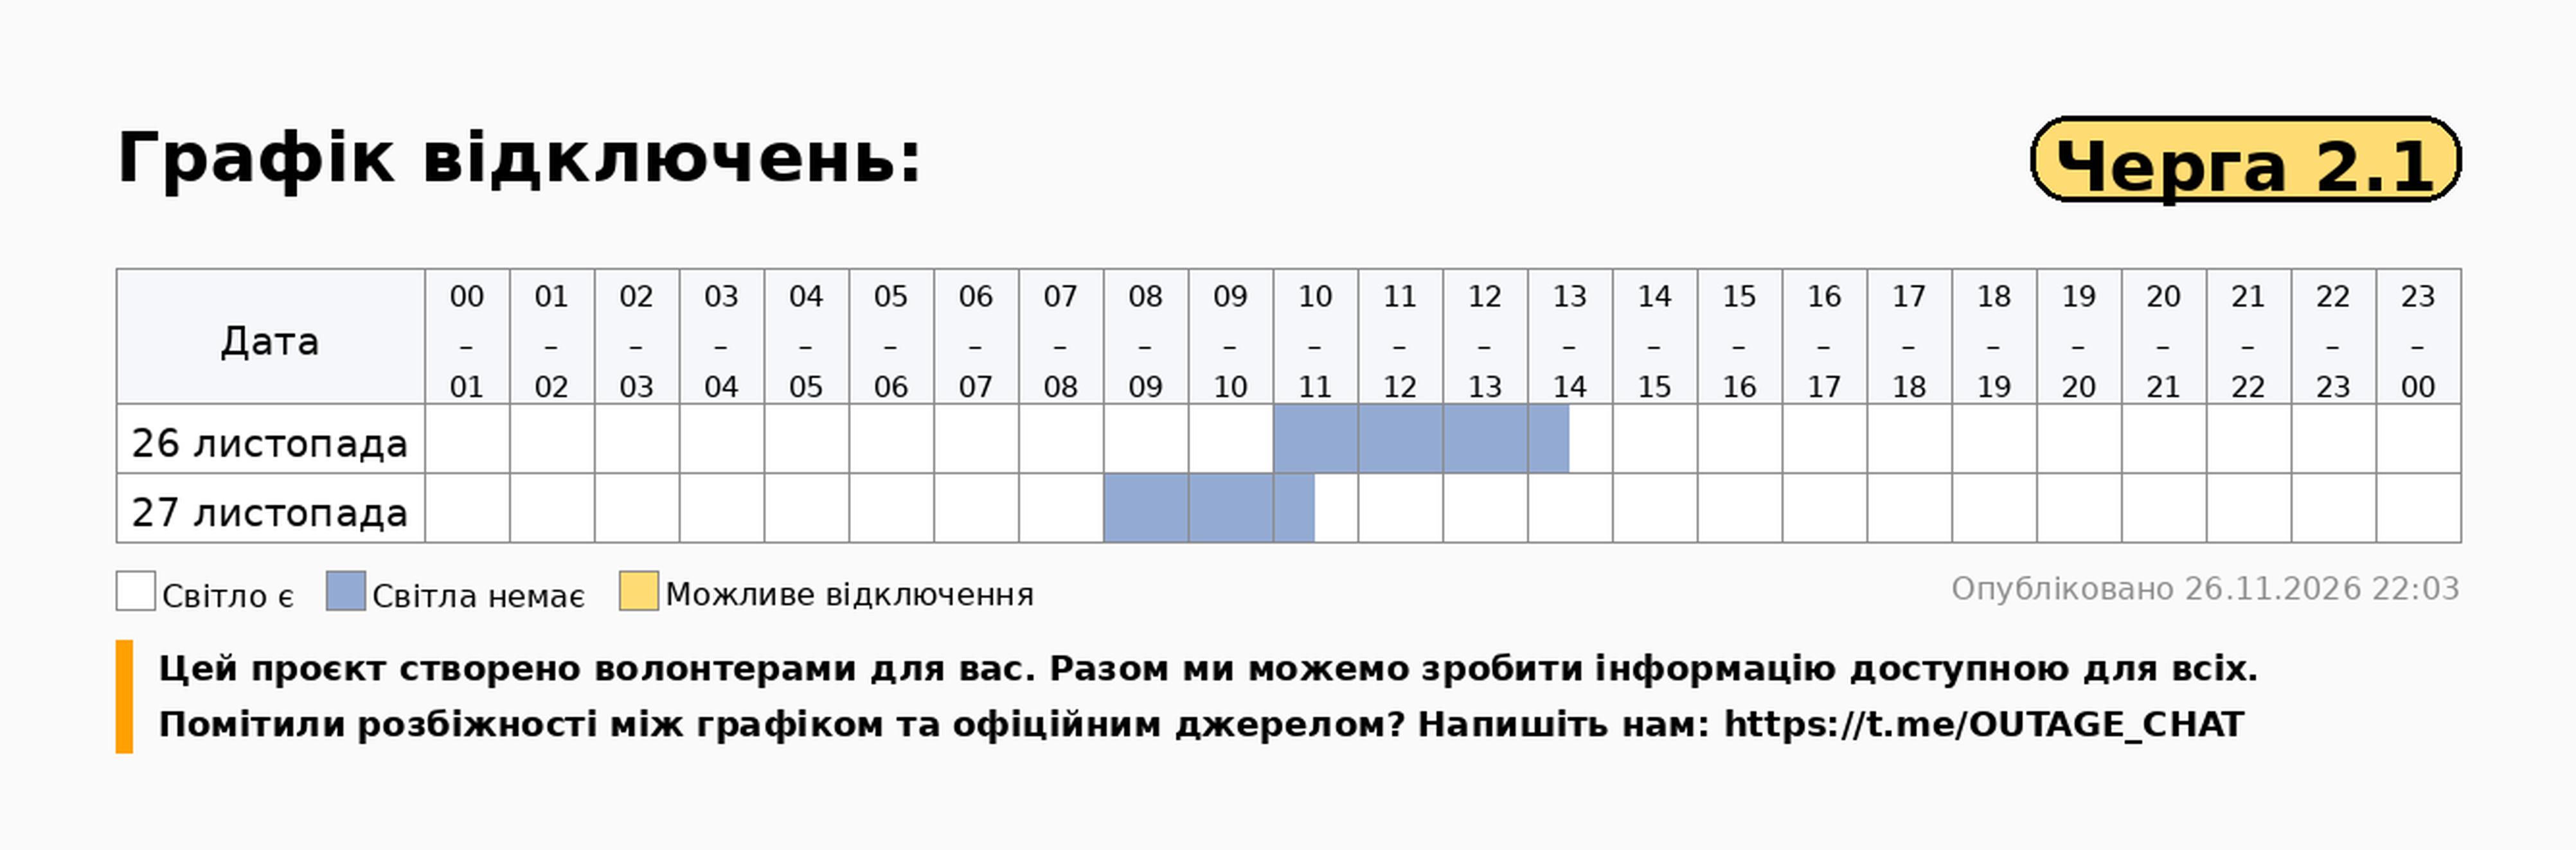 Графік відключень:
Черга 2.1
Дата 00 – 01 01 – 02 02 – 03 03 – 04 04 – 05 05 – 06 06 – 07 07 – 08 08 – 09 09 – 10 10 – 11 11 – 12 12 – 13 13 – 14 14 – 15 15 – 16 16 – 17 17 – 18 18 – 19 19 – 20 20 – 21 21 – 22 22 – 23 23 – 00
26 листопада
27 листопада
Світло є Світла немає Можливе відключення
Опубліковано 26.11.2026 22:03
Цей проєкт створено волонтерами для вас. Разом ми можемо зробити інформацію доступною для всіх.
Помітили розбіжності між графіком та офіційним джерелом? Напишіть нам: https://t.me/OUTAGE_CHAT